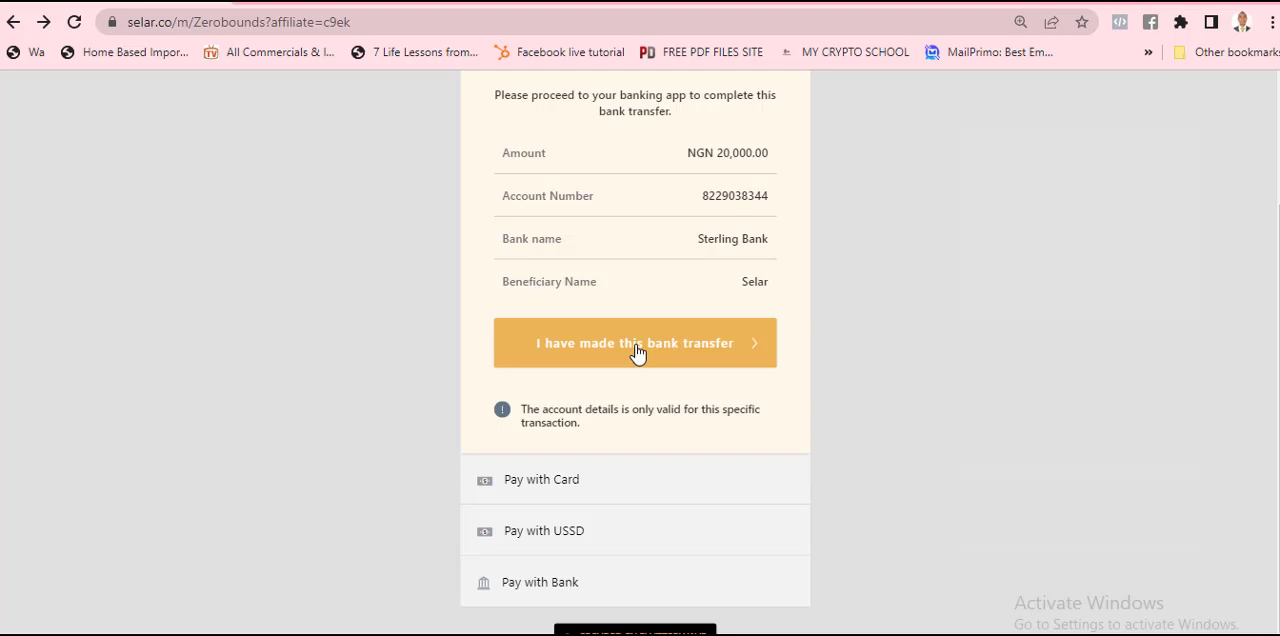 selar.co/m/Zerobounds?affiliate=c9ek
Wa Home Based Impor... All Commercials & I... 7 Life Lessons from... Facebook live tutorial PD FREE PDF FILES SITE MY CRYPTO SCHOOL MailPrimo: Best Em... » Other bookmarks
Please proceed to your banking app to complete this
bank transfer.
Amount NGN 20,000.00
Account Number 8229038344
Bank name Sterling Bank
Beneficiary Name Selar
I have made this bank transfer
The account details is only valid for this specific
transaction.
Pay with Card
Pay with USSD
Pay with Bank
Activate Windows
Go to Settings to activate Windows.